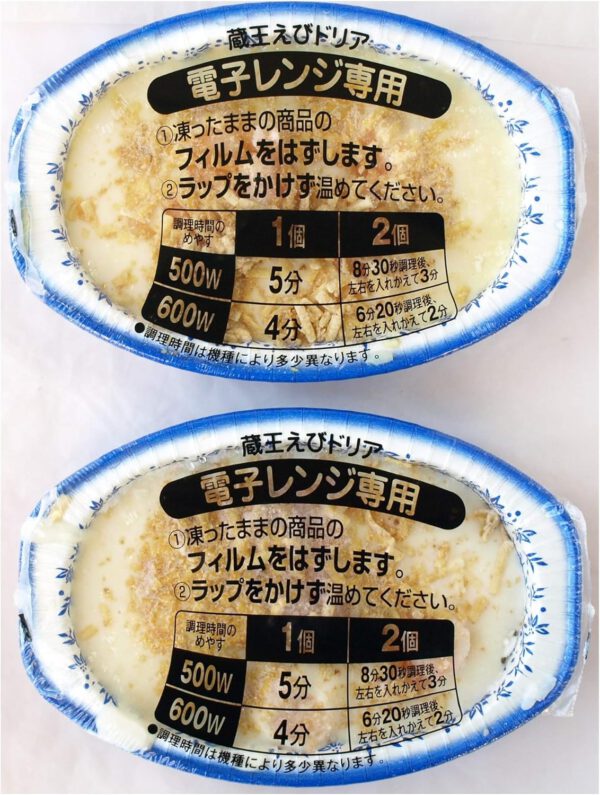 蔵王えびドリア
電子レンジ専用
①凍ったままの商品の
フィルムをはずします。
②ラップをかけず温めてください。
調理時間の
めやす
1個
2個
500W
5分
8分30秒調理後、
左右を入れかえて3分
600W
4分
6分20秒調理後、
左右を入れかえて2分
●調理時間は機種により多少異なります。
蔵王えびドリア
電子レンジ専用
①凍ったままの商品の
フィルムをはずします。
②ラップをかけず温めてください。
調理時間の
めやす
1個
2個
500W
5分
8分30秒調理後、
左右を入れかえて3分
600W
4分
6分20秒調理後、
左右を入れかえて2分
●調理時間は機種により多少異なります。